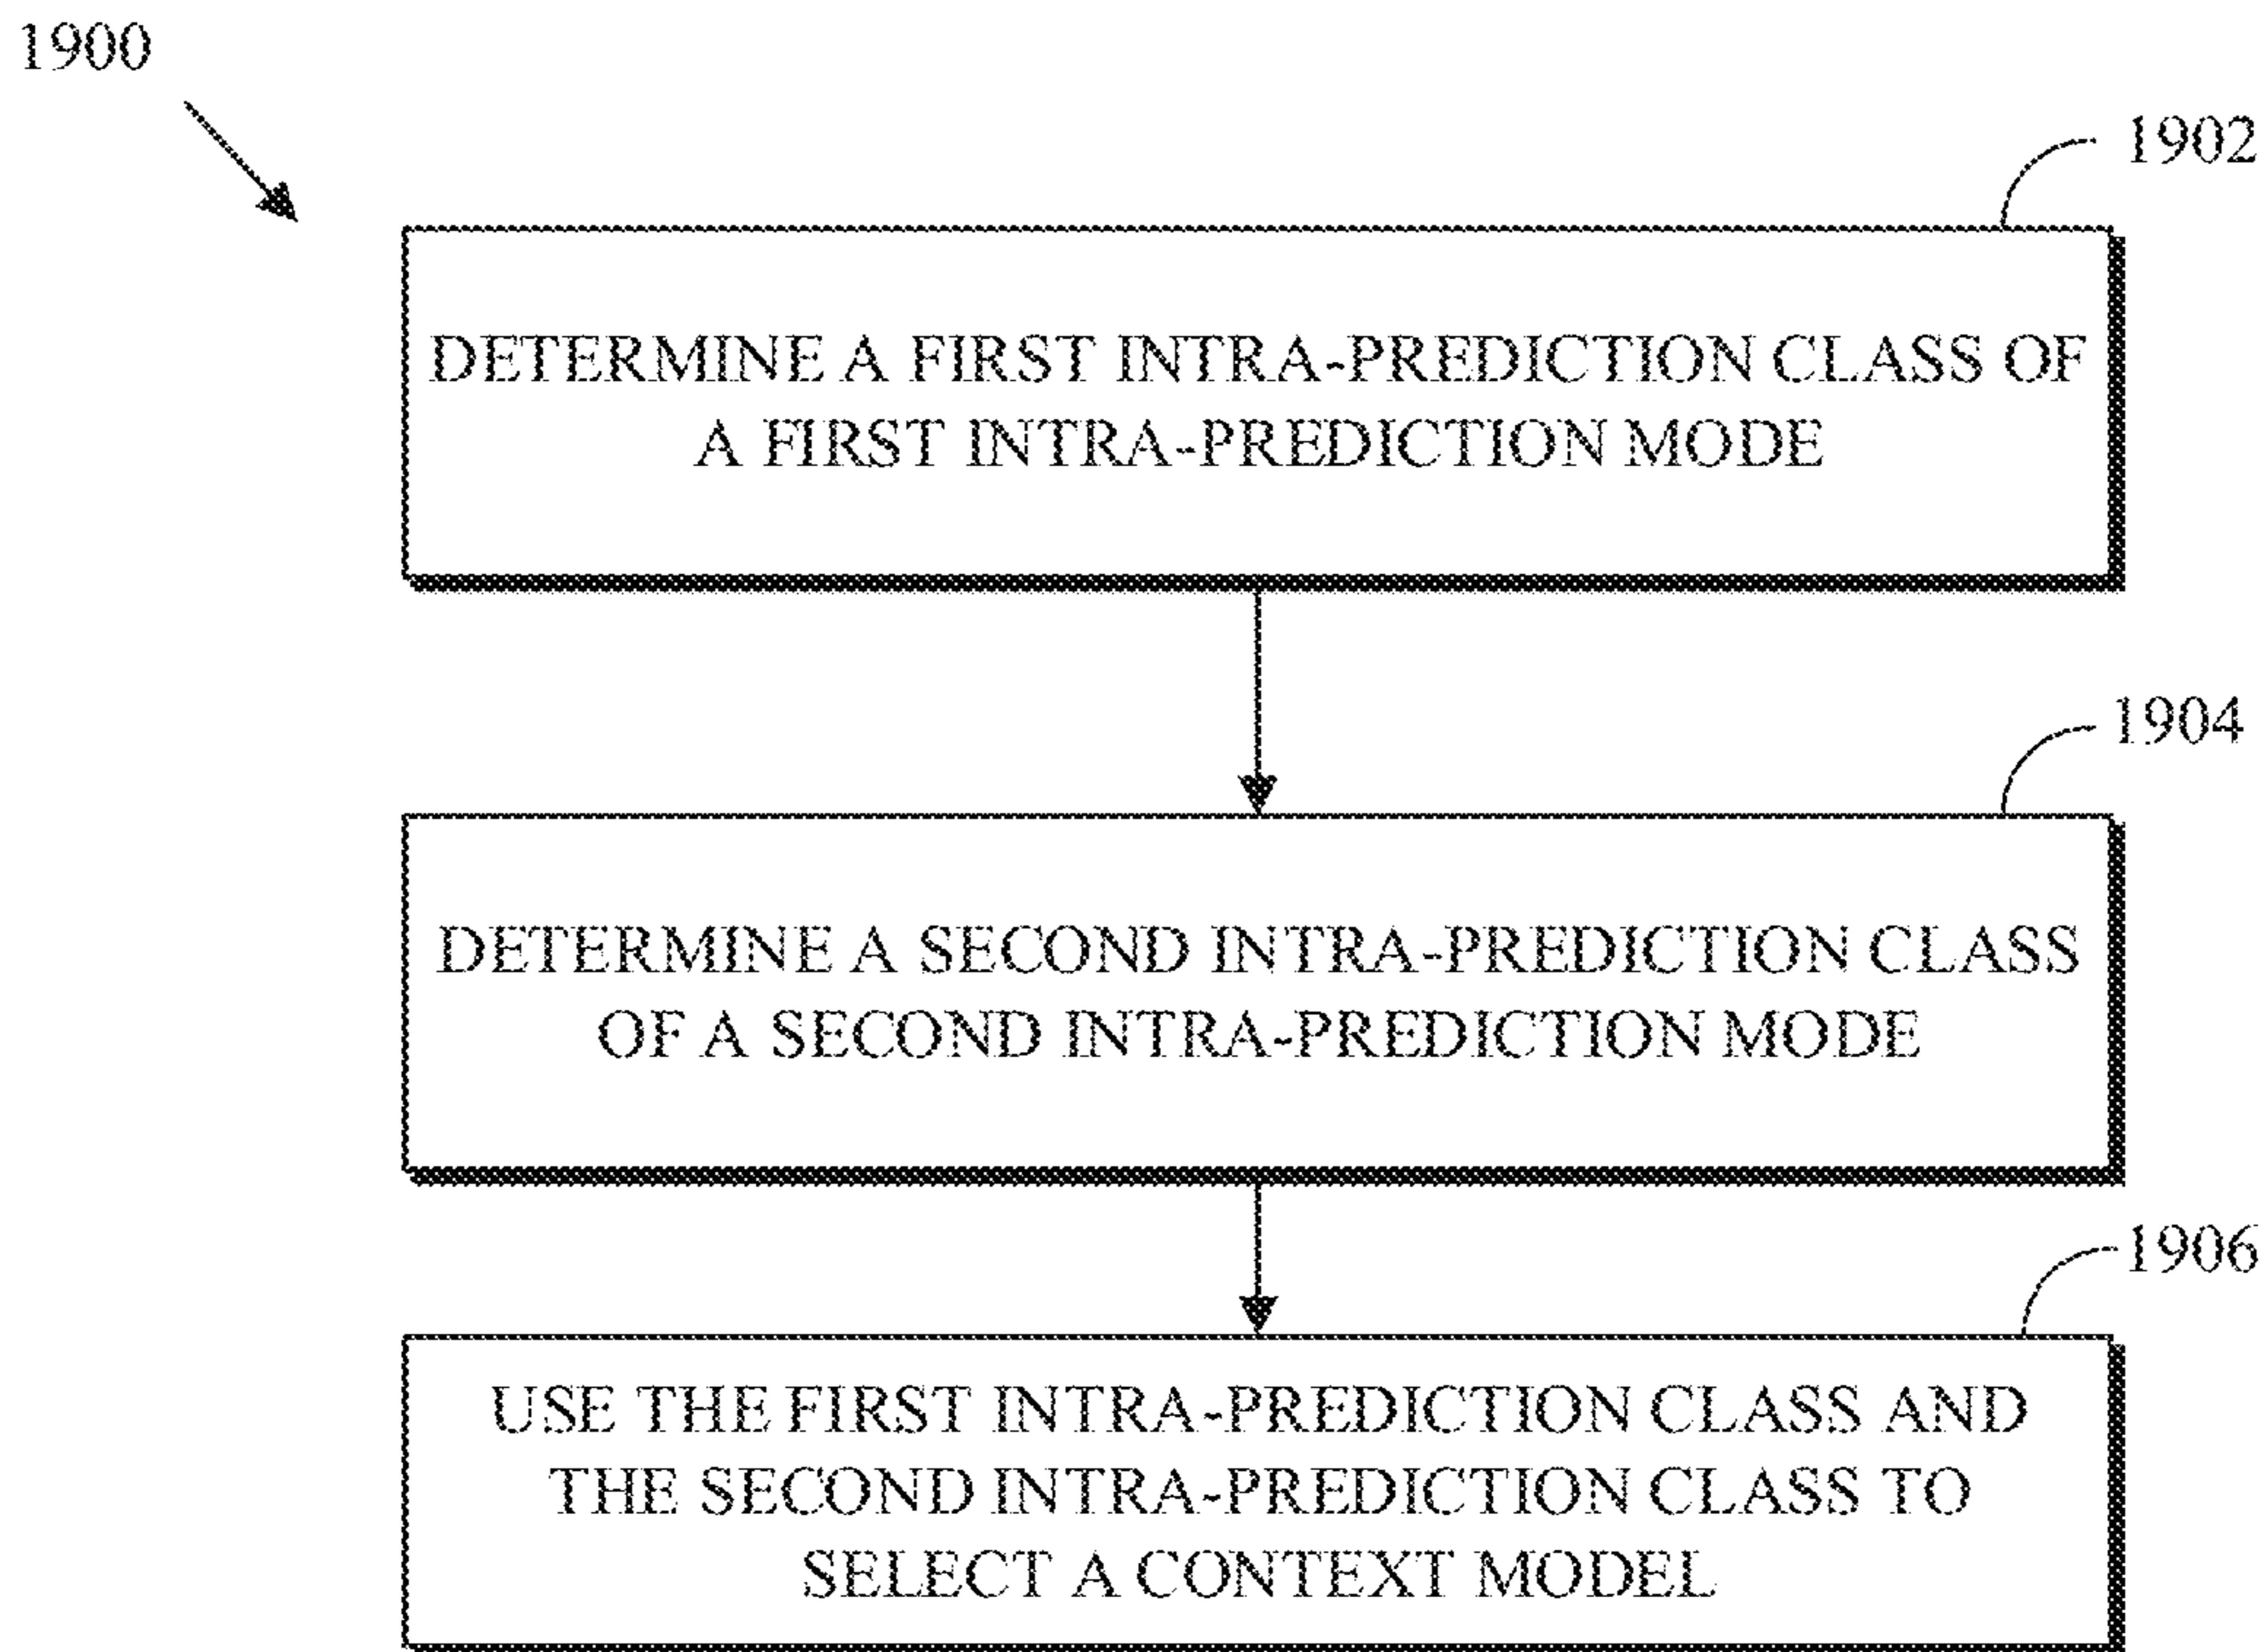 1900
1902
DETERMINE A FIRST INTRA-PREDICTION CLASS OF
A FIRST INTRA-PREDICTION MODE
1904
DETERMINE A SECOND INTRA-PREDICTION CLASS
OF A SECOND INTRA-PREDICTION MODE
1906
USE THE FIRST INTRA-PREDICTION CLASS AND
THE SECOND INTRA-PREDICTION CLASS TO
SELECT A CONTEXT MODEL